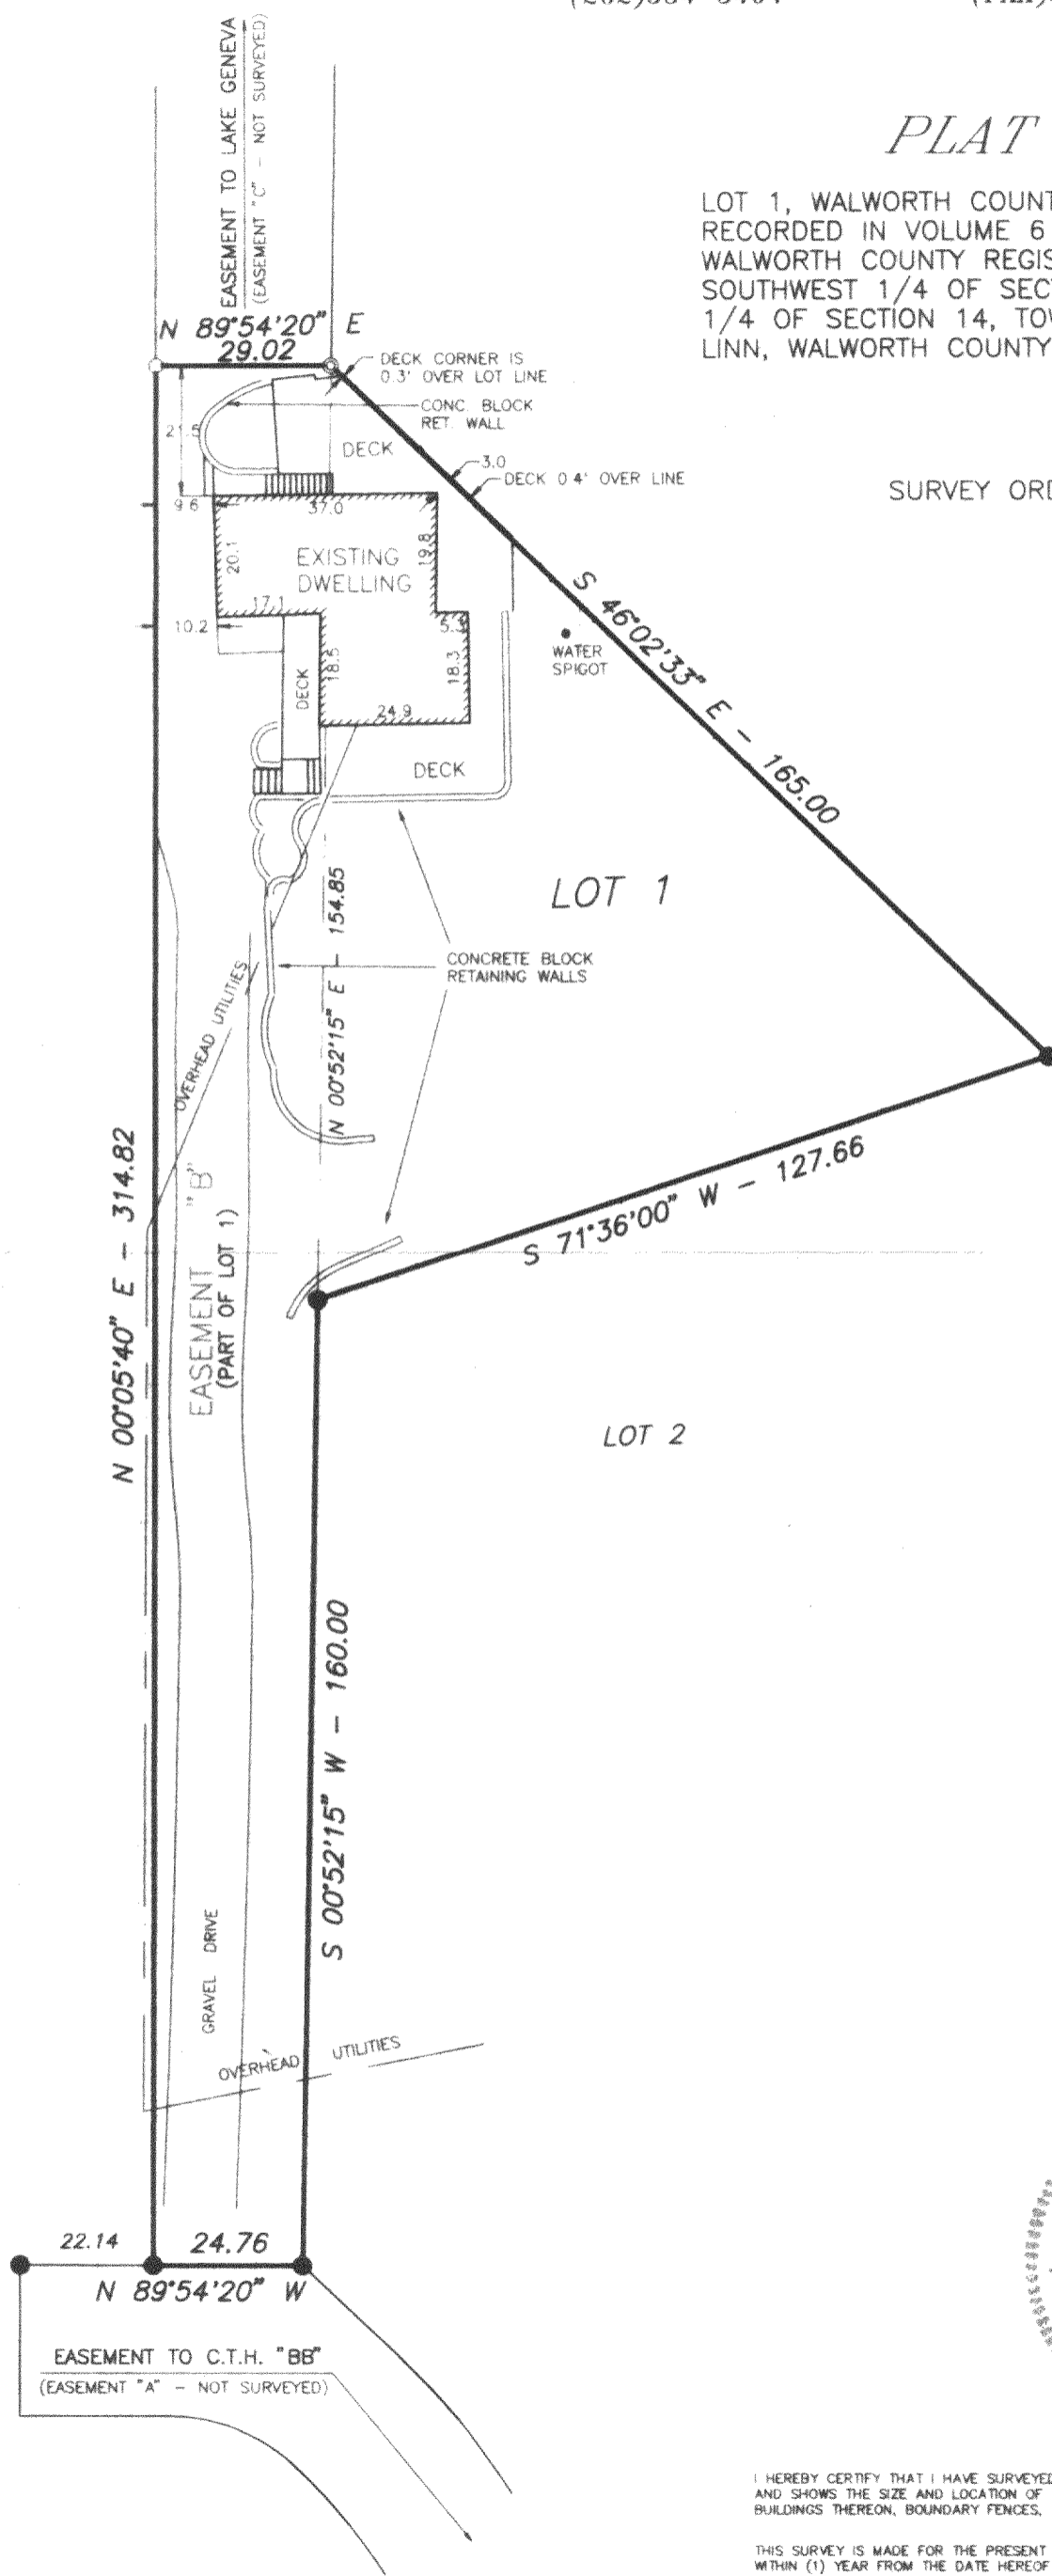 PLAT
LOT 1, WALWORTH COUNT
RECORDED IN VOLUME 6
WALWORTH COUNTY REGIS
SOUTHWEST 1/4 OF SECT
1/4 OF SECTION 14, TOW
LINN, WALWORTH COUNTY
EASEMENT TO LAKE GENEVA
(EASEMENT "C" - NOT SURVEYED)
N 89°54'20" E
29.02
DECK CORNER IS
0.3' OVER LOT LINE
CONC. BLOCK
RET. WALL
21.5
DECK
3.0
DECK 0.4' OVER LINE
SURVEY ORD
9.6
37.0
20.1
EXISTING
DWELLING
19.8
17.1
10.2
5.3
S 46°02'33" E - 165.00
WATER
SPIGOT
DECK
18.5
18.3
24.9
DECK
LOT 1
N 00°52'15" E - 154.85
CONCRETE BLOCK
RETAINING WALLS
OVERHEAD UTILITIES
S 71°36'00" W - 127.66
N 00°05'40" E - 314.82
EASEMENT "B"
(PART OF LOT 1)
LOT 2
S 00°52'15" W - 160.00
GRAVEL DRIVE
OVERHEAD UTILITIES
22.14
24.76
N 89°54'20" W
EASEMENT TO C.T.H. "BB"
(EASEMENT "A" - NOT SURVEYED)
I HEREBY CERTIFY THAT I HAVE SURVEYED
AND SHOWS THE SIZE AND LOCATION OF
BUILDINGS THEREON, BOUNDARY FENCES,
THIS SURVEY IS MADE FOR THE PRESENT
WITHIN (1) YEAR FROM THE DATE HEREOF